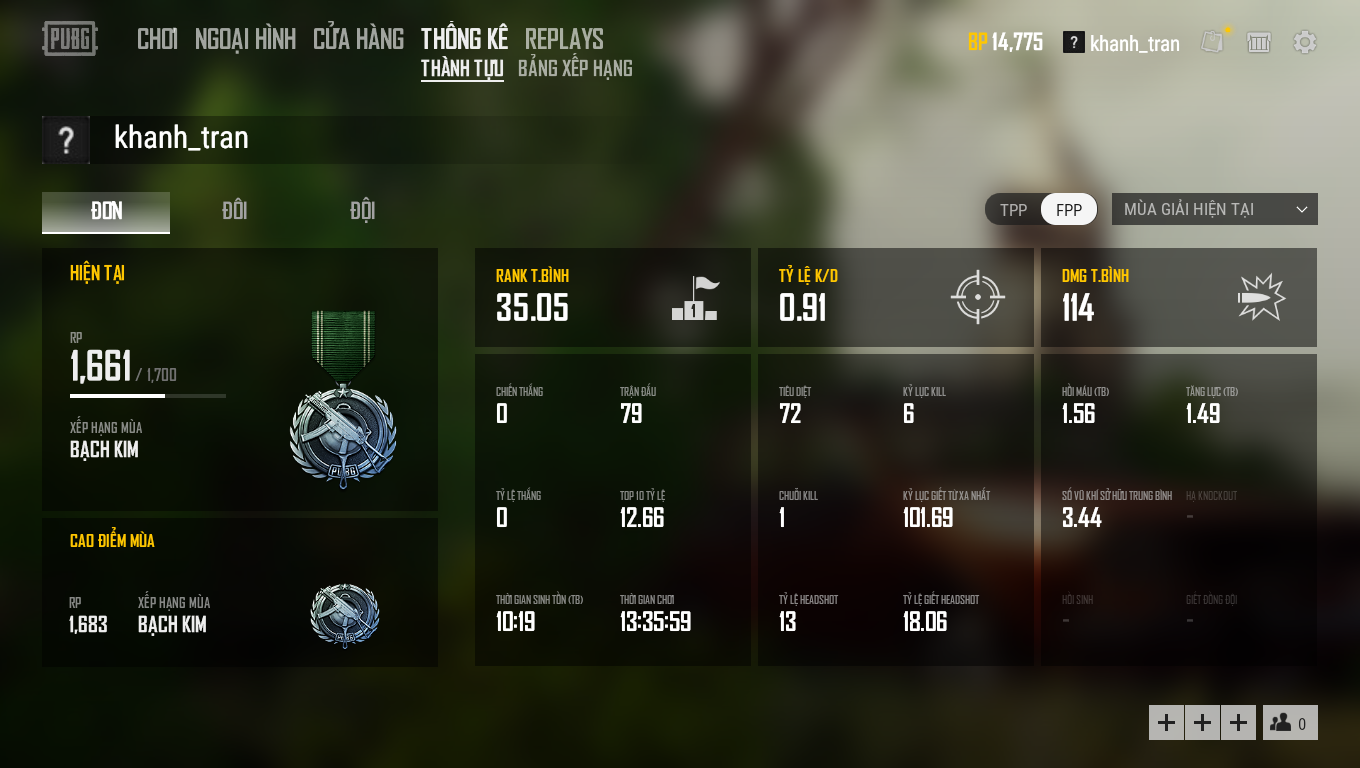 PUBG
CHƠI NGOẠI HÌNH CỬA HÀNG THỐNG KÊ REPLAYS
THÀNH TỰU BẢNG XẾP HẠNG
BP 14,775
? khanh_tran
? khanh_tran
ĐƠN ĐÔI ĐỘI
TPP FPP MÙA GIẢI HIỆN TẠI
HIỆN TẠI
RP
1,661 / 1,700
XẾP HẠNG MÙA
BẠCH KIM
PUBG
CAO ĐIỂM MÙA
RP XẾP HẠNG MÙA
1,683 BẠCH KIM
PUBG
RANK T.BÌNH
35.05
1
TỶ LỆ K/D
0.91
DMG T.BÌNH
114
CHIẾN THẮNG TRẬN ĐẤU
0 79
TỶ LỆ THẮNG TOP 10 TỶ LỆ
0 12.66
THỜI GIAN SINH TỒN (TB) THỜI GIAN CHƠI
10:19 13:35:59
TIÊU DIỆT KỶ LỤC KILL
72 6
CHUỖI KILL KỶ LỤC GIẾT TỪ XA NHẤT
1 101.69
TỶ LỆ HEADSHOT TỶ LỆ GIẾT HEADSHOT
13 18.06
HỒI MÁU (TB) TĂNG LỰC (TB)
1.56 1.49
SỐ VŨ KHÍ SỞ HỮU TRUNG BÌNH HẠ KNOCKOUT
3.44 -
HỒI SINH GIẾT ĐỒNG ĐỘI
- -
+ + + 0